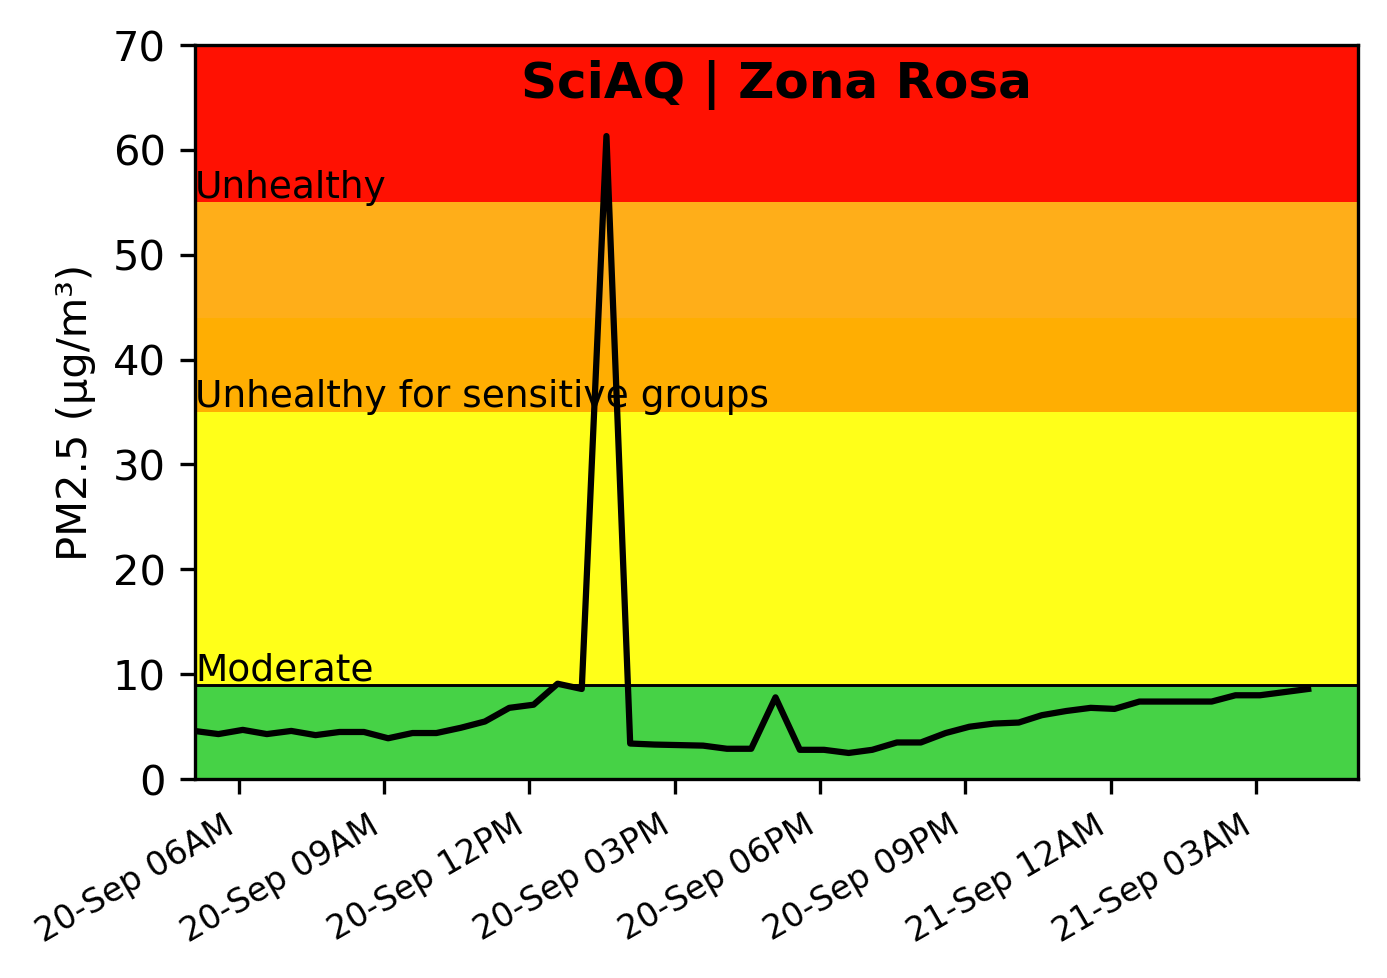 SciAQ | Zona Rosa
PM2.5 (µg/m³)
70
60
50
40
30
20
10
0
Unhealthy
Unhealthy for sensitive groups
Moderate
20-Sep 06AM
20-Sep 09AM
20-Sep 12PM
20-Sep 03PM
20-Sep 06PM
20-Sep 09PM
21-Sep 12AM
21-Sep 03AM